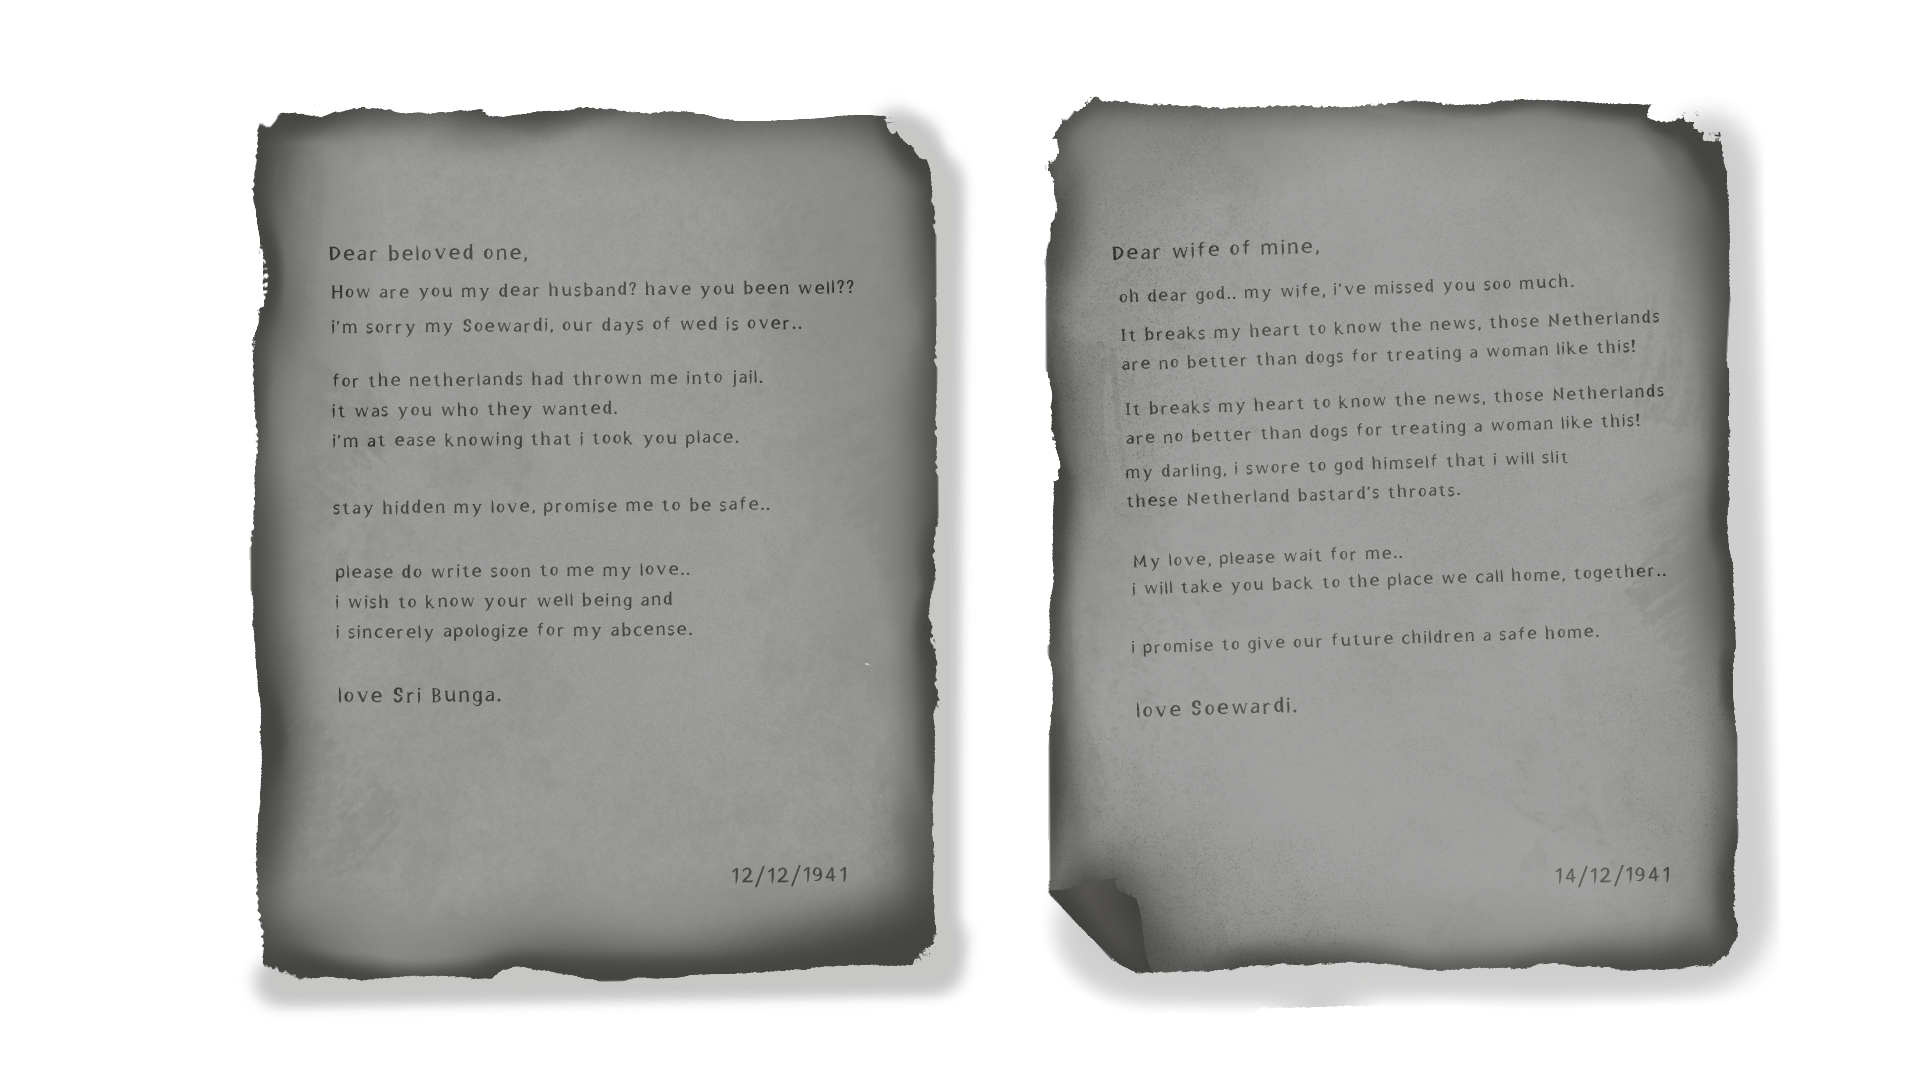 Dear beloved one,
How are you my dear husband? have you been well??
i'm sorry my Soewardi, our days of wed is over..
for the netherlands had thrown me into jail.
it was you who they wanted.
i'm at ease knowing that i took you place.
stay hidden my love, promise me to be safe..
please do write soon to me my love..
i wish to know your well being and
i sincerely apologize for my abcense.
love Sri Bunga.
12/12/1941
Dear wife of mine,
oh dear god.. my wife, i've missed you soo much.
It breaks my heart to know the news, those Netherlands
are no better than dogs for treating a woman like this!
It breaks my heart to know the news, those Netherlands
are no better than dogs for treating a woman like this!
my darling, i swore to god himself that i will slit
these Netherland bastard's throats.
My love, please wait for me..
i will take you back to the place we call home, together..
i promise to give our future children a safe home.
love Soewardi.
14/12/1941